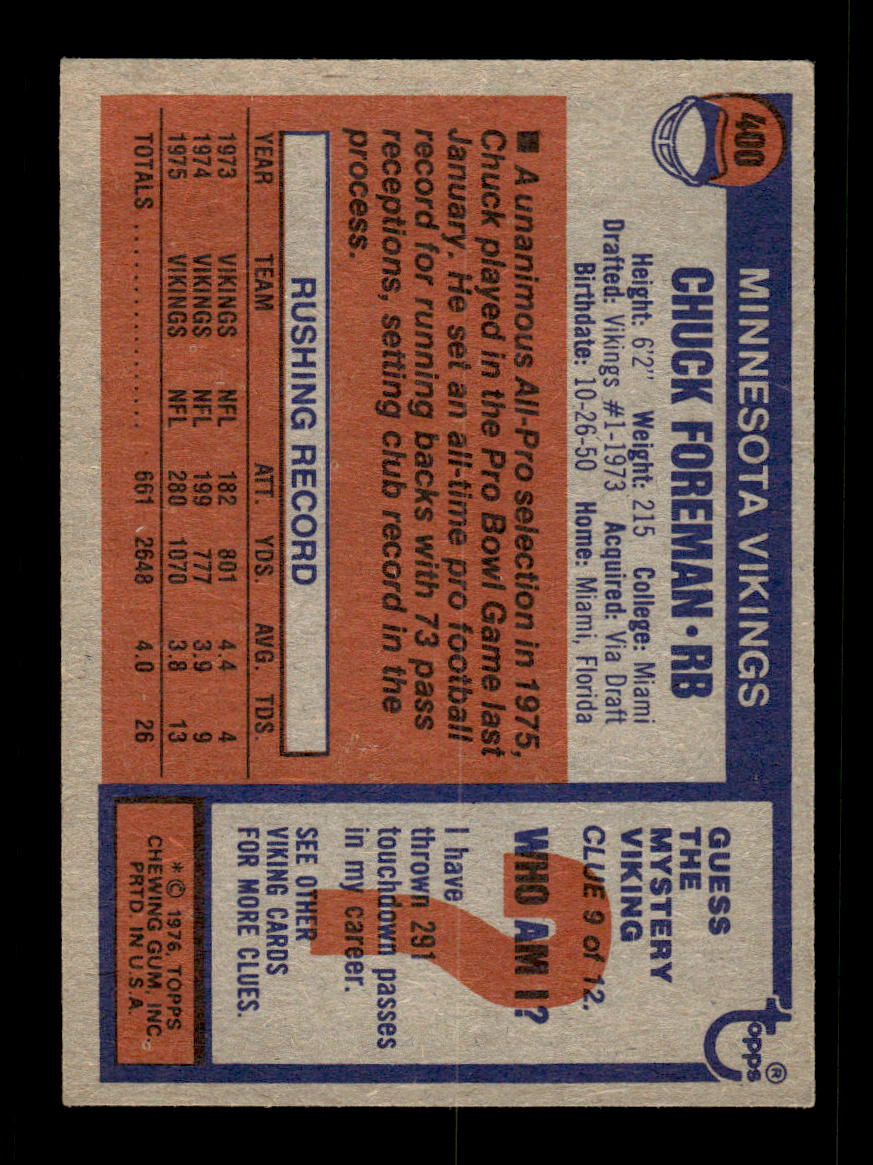 400
MINNESOTA VIKINGS
CHUCK FOREMAN • RB
Height: 6'2" Weight: 215 College: Miami
Drafted: Vikings #1-1973 Acquired: Via Draft
Birthdate: 10-26-50 Home: Miami, Florida
■ A unanimous All-Pro selection in 1975,
Chuck played in the Pro Bowl Game last
January. He set an all-time pro football
record for running backs with 73 pass
receptions, setting club record in the
process.
RUSHING RECORD
YEAR TEAM ATT. YDS. AVG. TDS.
1973 VIKINGS NFL 182 801 4.4 4
1974 VIKINGS NFL 199 777 3.9 9
1975 VIKINGS NFL 280 1070 3.8 13
TOTALS .................... 661 2648 4.0 26
topps®
GUESS
THE
MYSTERY
VIKING
CLUE 9 of 12.
WHO AM I?
I have
thrown 291
touchdown passes
in my career.
SEE OTHER
VIKING CARDS
FOR MORE CLUES.
*© 1976, TOPPS
CHEWING GUM, INC.
PRTD. IN U.S.A.